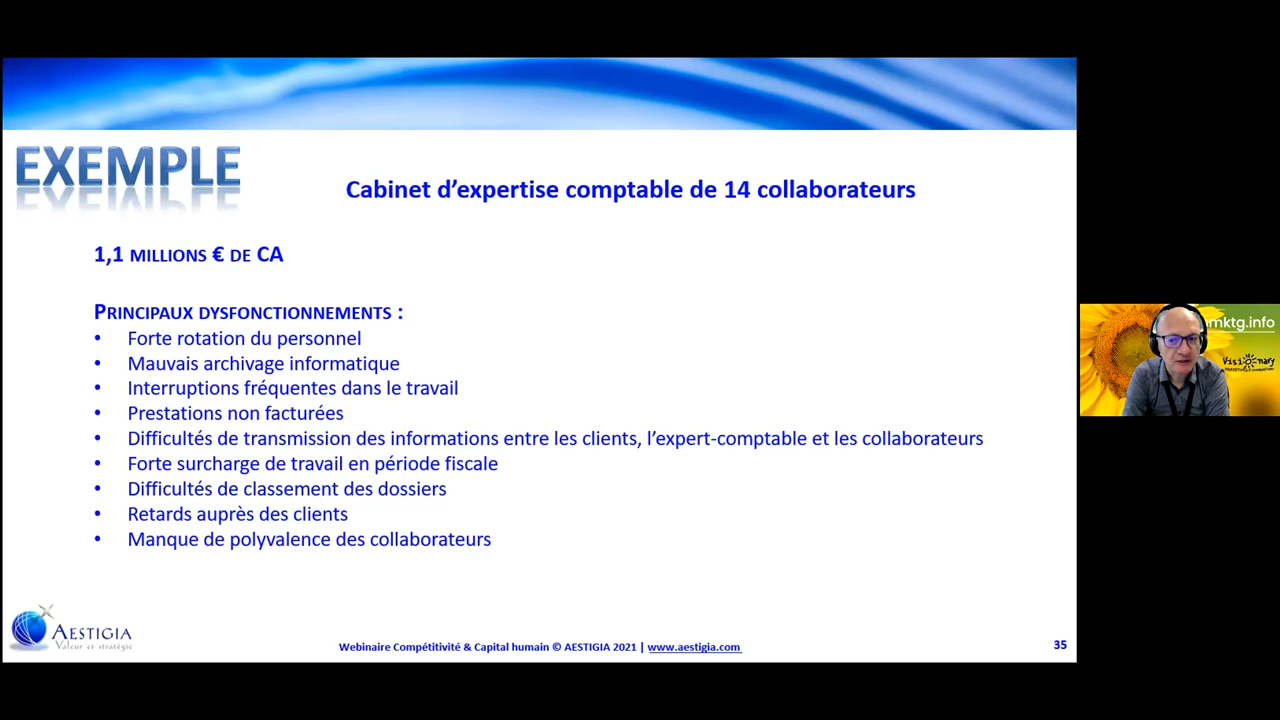 EXEMPLE
Cabinet d'expertise comptable de 14 collaborateurs
1,1 MILLIONS € DE CA
PRINCIPAUX DYSFONCTIONNEMENTS :
• Forte rotation du personnel
• Mauvais archivage informatique
• Interruptions fréquentes dans le travail
• Prestations non facturées
• Difficultés de transmission des informations entre les clients, l'expert-comptable et les collaborateurs
• Forte surcharge de travail en période fiscale
• Difficultés de classement des dossiers
• Retards auprès des clients
• Manque de polyvalence des collaborateurs
AESTIGIA
Valeur et stratégie
Webinaire Compétitivité & Capital humain © AESTIGIA 2021 | www.aestigia.com
35
mktg.info